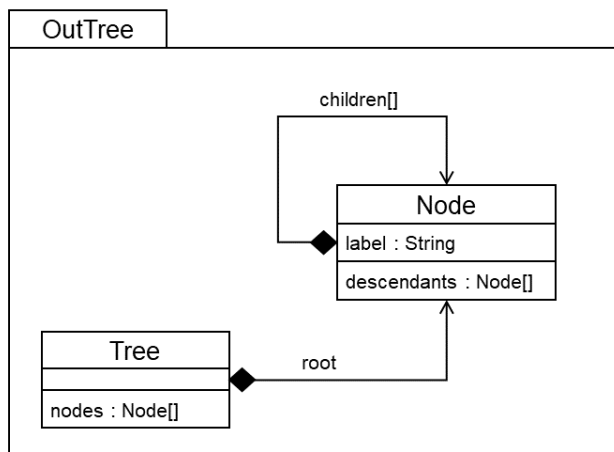 OutTree
children[]
Node
label : String
descendants : Node[]
Tree
root
nodes : Node[]